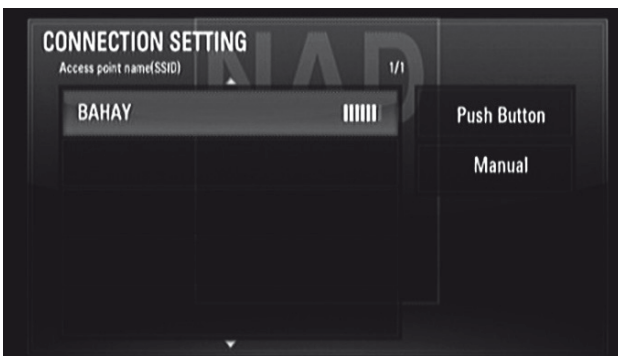 NAD
CONNECTION SETTING
Access point name(SSID)
1/1
BAHAY
Push Button
Manual